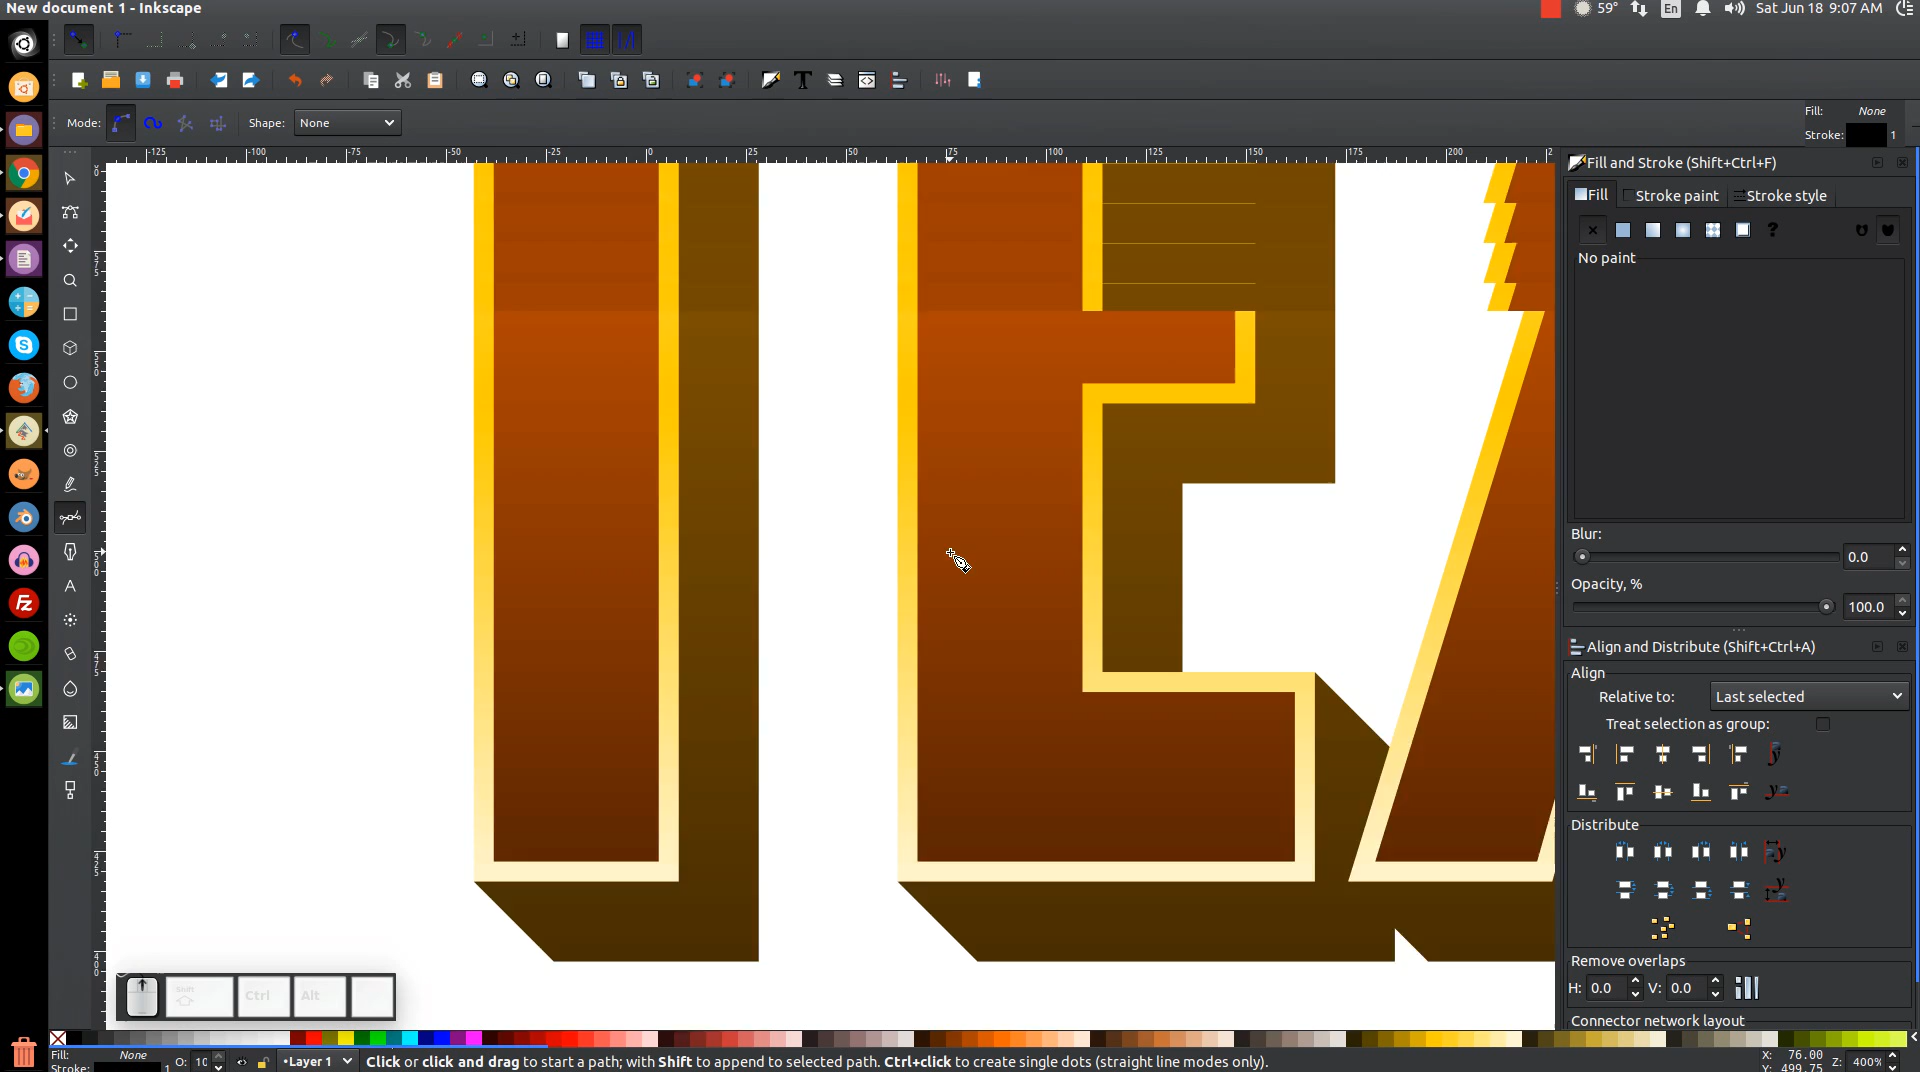 New document 1 - Inkscape
59°
En
Sat Jun 18 9:07 AM
Mode:
Shape:
None
Fill: None
Stroke: 1
-125 -100 -75 -50 -25 0 25 50 75 100 125 150 175 200 2
Fill and Stroke (Shift+Ctrl+F)
Fill
Stroke paint
Stroke style
?
No paint
Blur:
0.0
Opacity, %
100.0
Align and Distribute (Shift+Ctrl+A)
Align
Relative to:
Last selected
Treat selection as group:
Distribute
Remove overlaps
H: 0.0 V: 0.0
Connector network layout
Shift
Ctrl
Alt
Fill: None
Stroke: 1
O: 10
•Layer 1
Click or click and drag to start a path; with Shift to append to selected path. Ctrl+click to create single dots (straight line modes only).
X: 76.00
Y: 499.75
Z: 400%